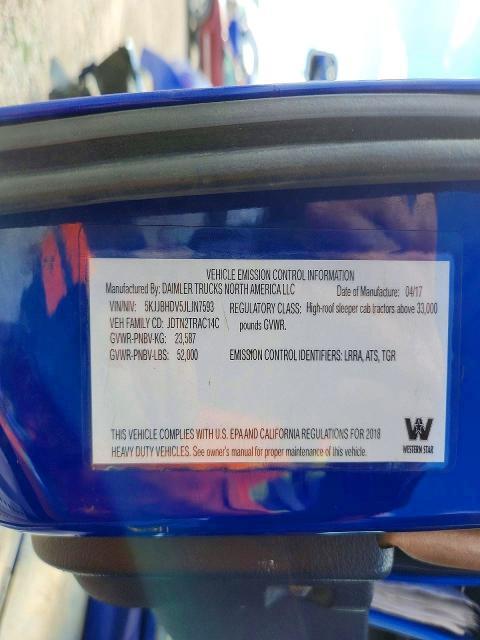 VEHICLE EMISSION CONTROL INFORMATION
Manufactured By: DAIMLER TRUCKS NORTH AMERICA LLC Date of Manufacture: 04/17
VIN/NIV: 5KJJBHDV5JLJN7593 REGULATORY CLASS: High-roof sleeper cab tractors above 33,000
VEH FAMILY CD: JDTN2TRAC14C pounds GVWR.
GVWR-PNBV-KG: 23,587
GVWR-PNBV-LBS: 52,000 EMISSION CONTROL IDENTIFIERS: LRRA, ATS, TGR
THIS VEHICLE COMPLIES WITH U.S. EPA AND CALIFORNIA REGULATIONS FOR 2018
HEAVY DUTY VEHICLES. See owner's manual for proper maintenance of this vehicle.
WESTERN STAR